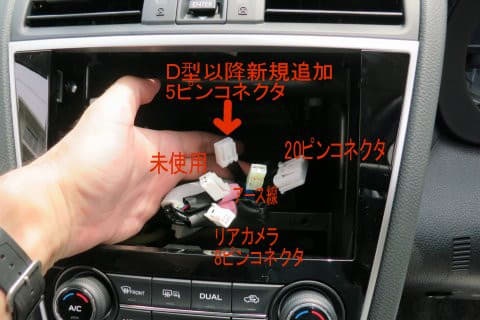 D型以降新規追加
5ピンコネクタ
未使用
20ピンコネクタ
アース線
リアカメラ
8ピンコネクタ
FRONT
DUAL
A/C